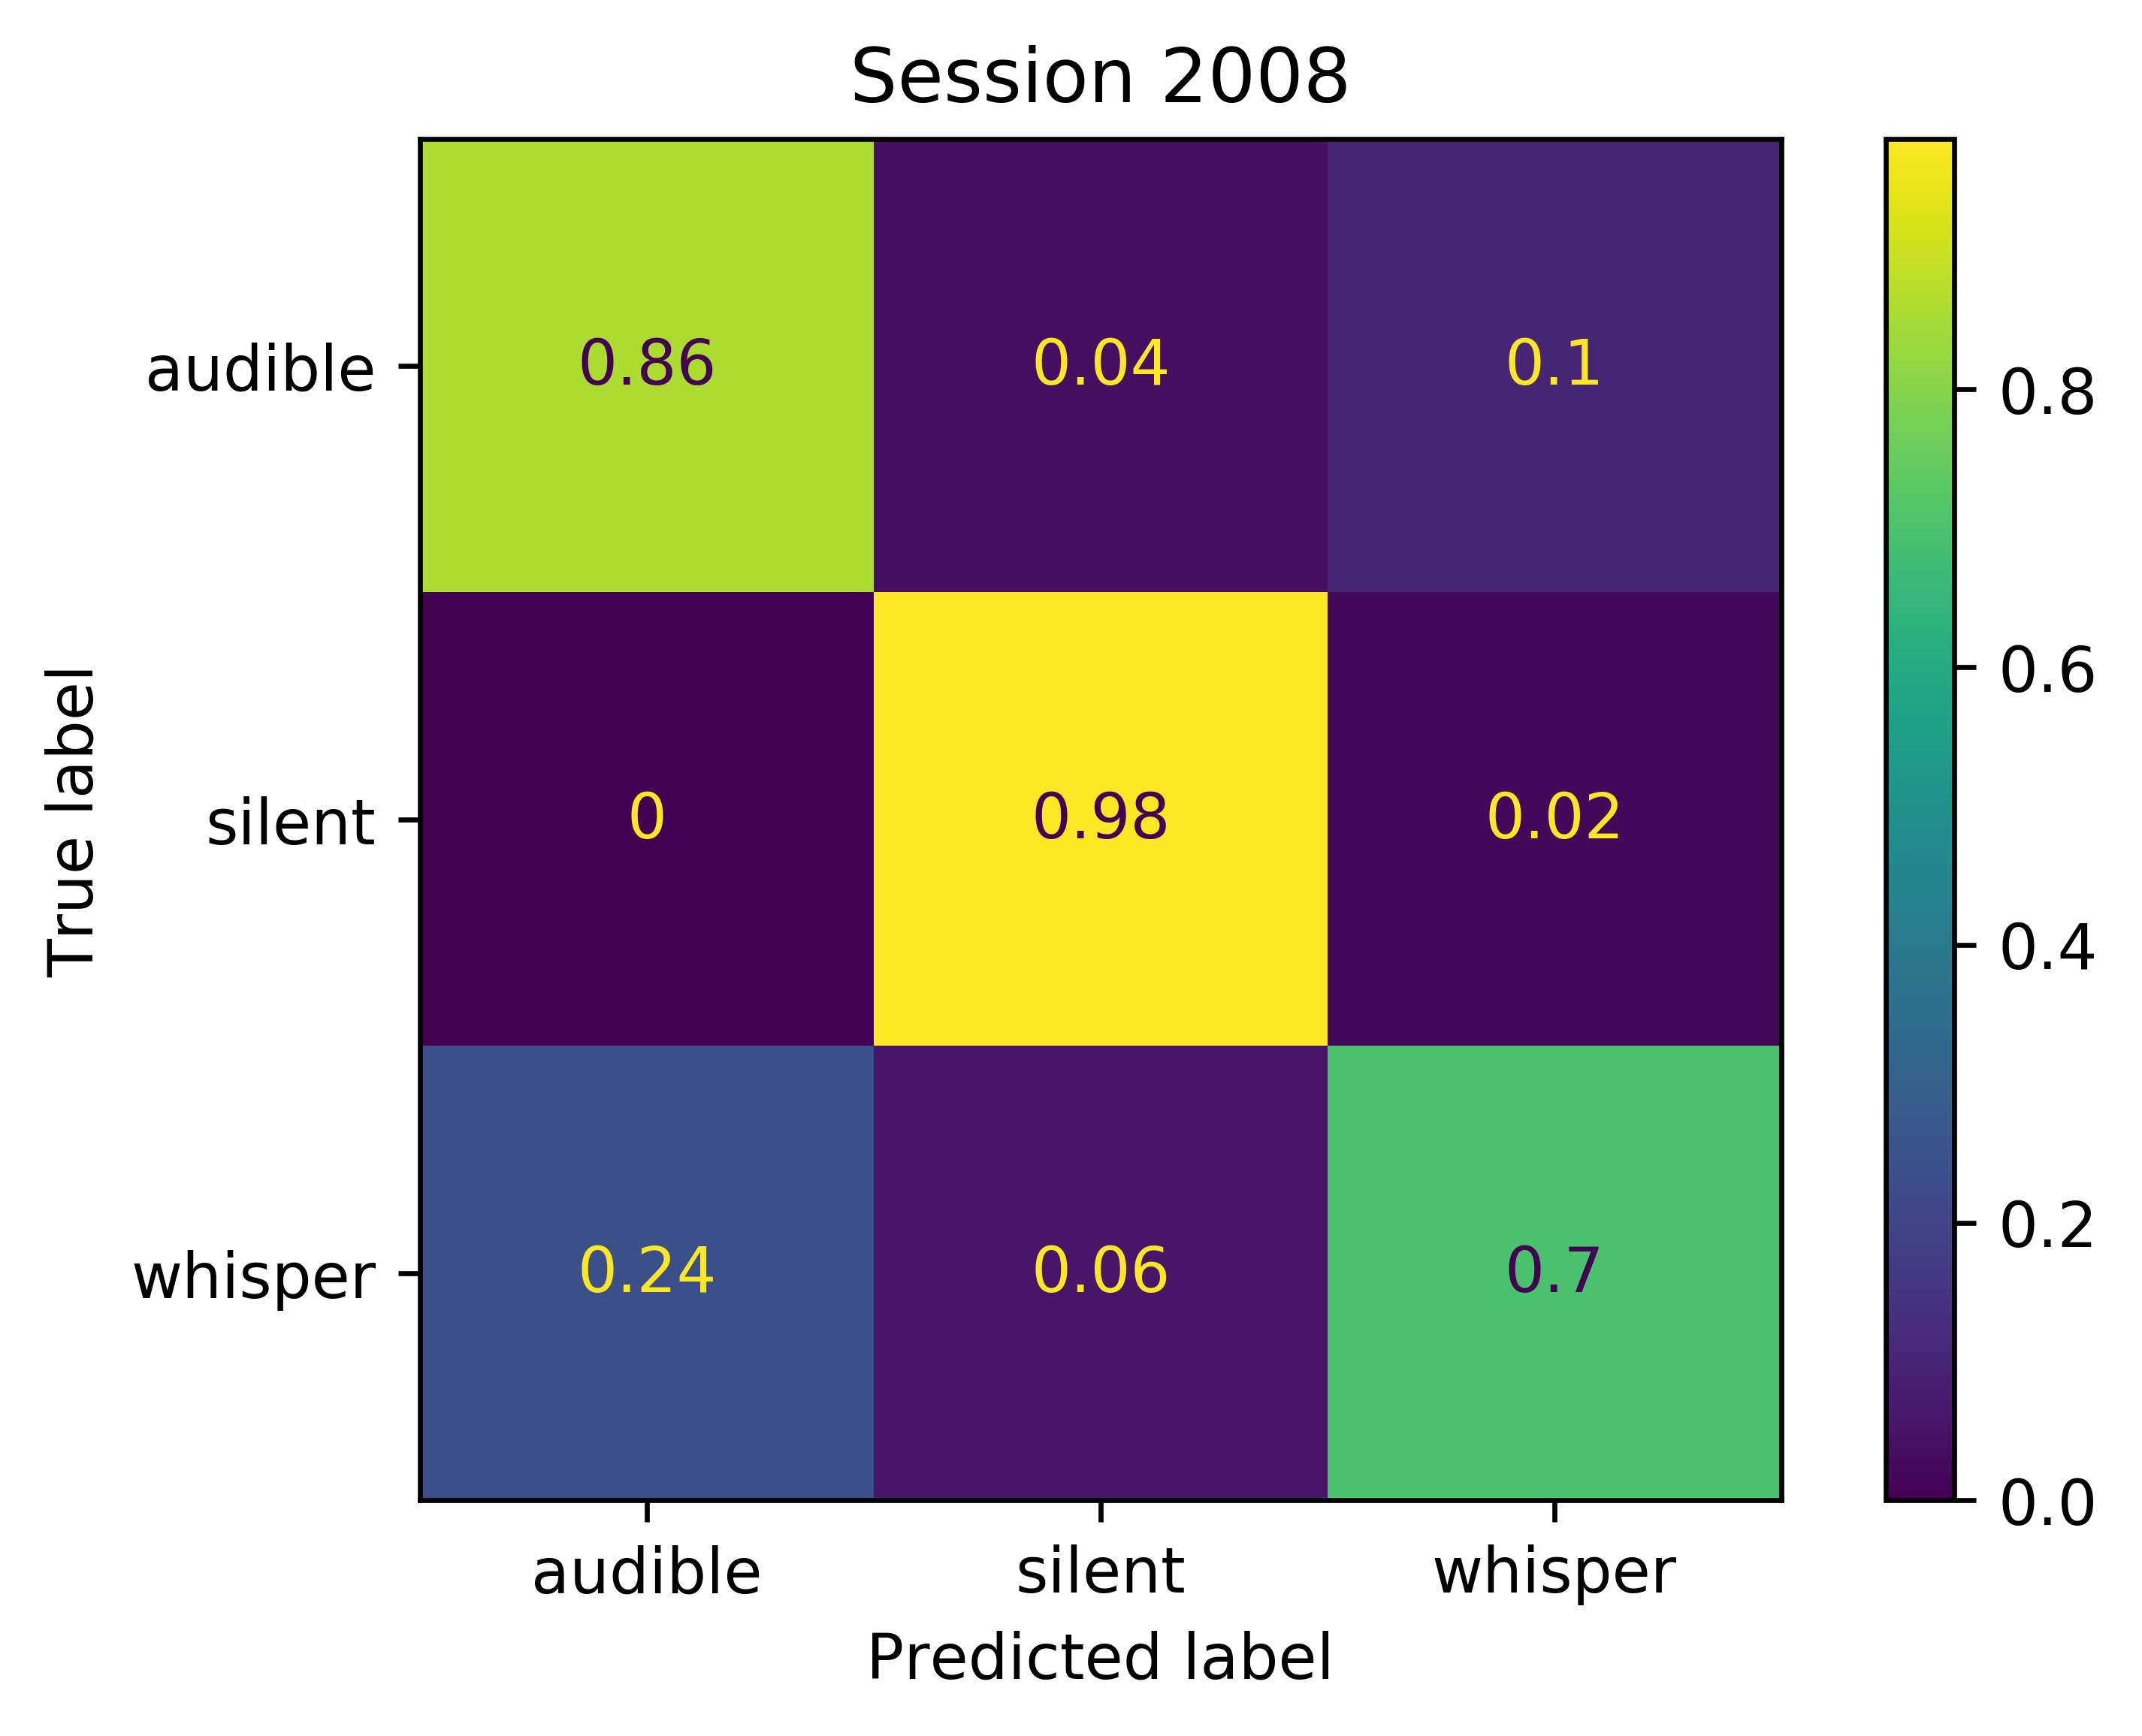 Session 2008
True label
audible
0.86
0.04
0.1
silent
0
0.98
0.02
whisper
0.24
0.06
0.7
audible
silent
whisper
Predicted label
0.8
0.6
0.4
0.2
0.0